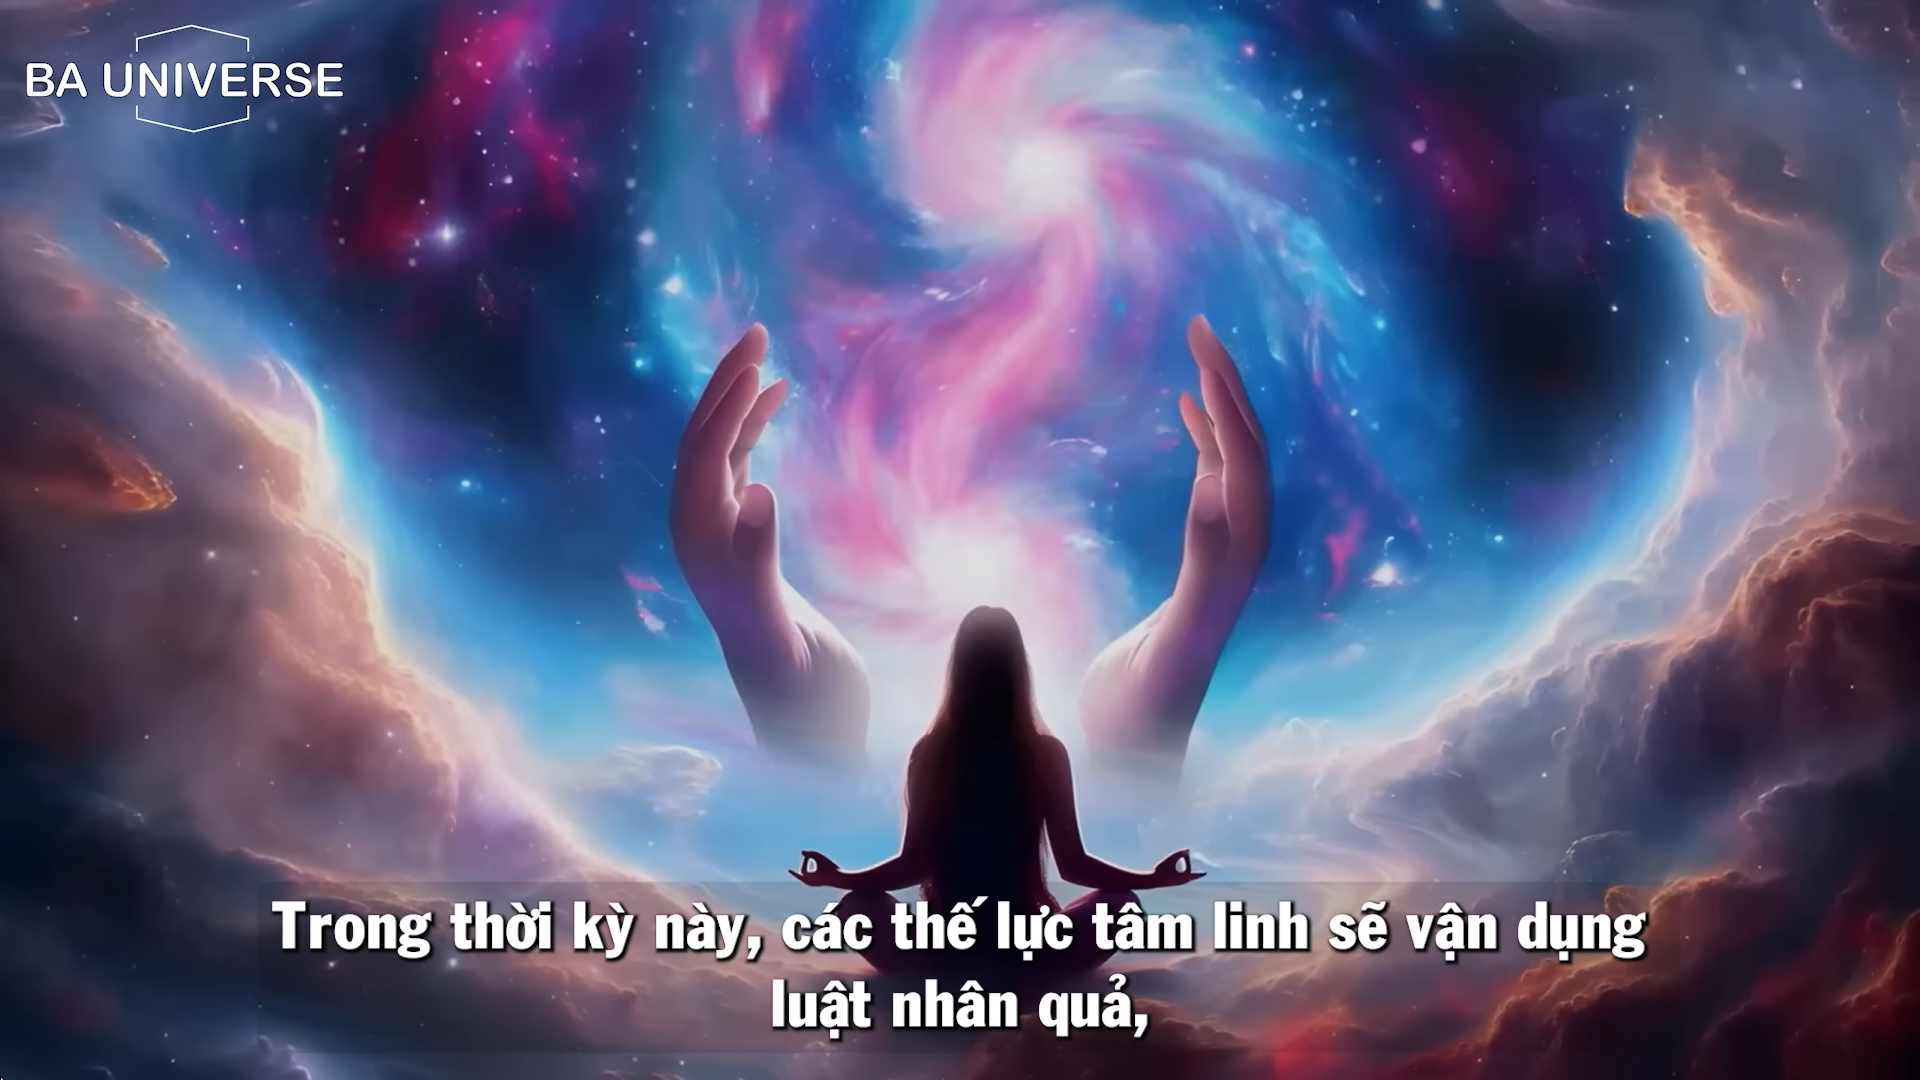 BA UNIVERSE
Trong thời kỳ này, các thế lực tâm linh sẽ vận dụng
luật nhân quả,